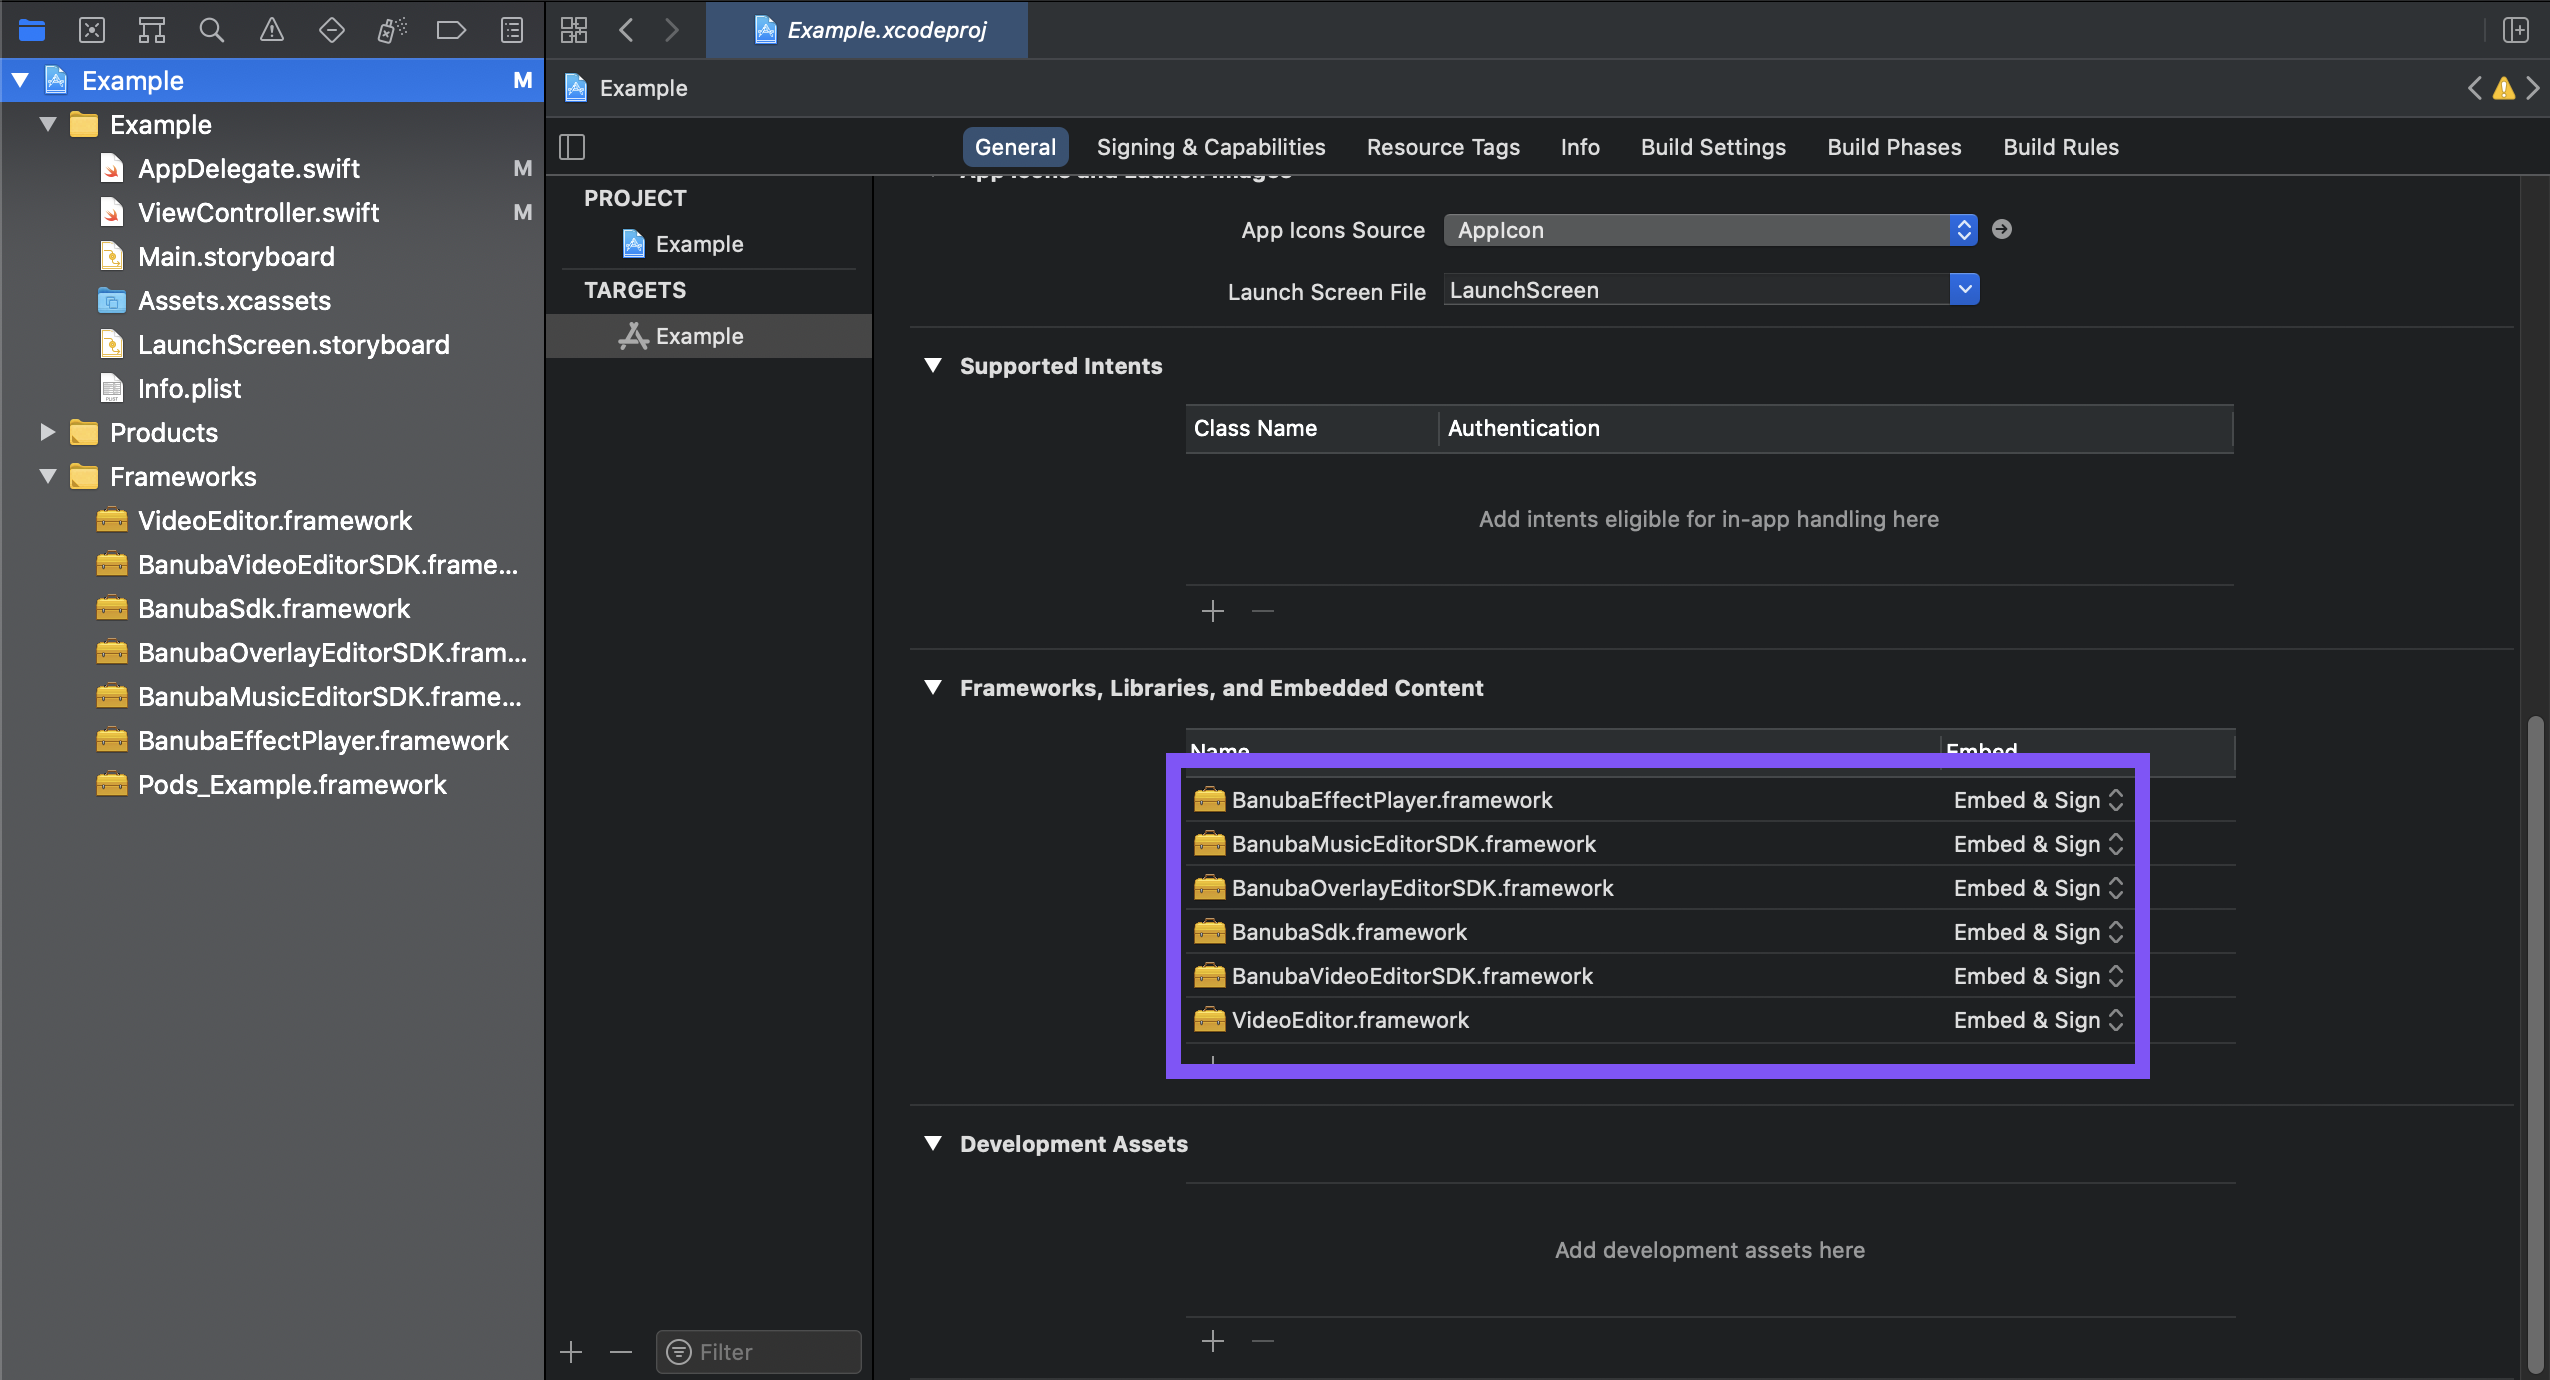 Example.xcodeproj
Example M
Example
AppDelegate.swift M
ViewController.swift M
Main.storyboard
Assets.xcassets
LaunchScreen.storyboard
Info.plist
Products
Frameworks
VideoEditor.framework
BanubaVideoEditorSDK.frame...
BanubaSdk.framework
BanubaOverlayEditorSDK.fram...
BanubaMusicEditorSDK.frame...
BanubaEffectPlayer.framework
Pods_Example.framework
Example
General Signing & Capabilities Resource Tags Info Build Settings Build Phases Build Rules
PROJECT
Example
TARGETS
Example
Filter
App Icons and Launch Images
App Icons Source AppIcon
Launch Screen File LaunchScreen
Supported Intents
Class Name Authentication
Add intents eligible for in-app handling here
Frameworks, Libraries, and Embedded Content
Name Embed
BanubaEffectPlayer.framework Embed & Sign
BanubaMusicEditorSDK.framework Embed & Sign
BanubaOverlayEditorSDK.framework Embed & Sign
BanubaSdk.framework Embed & Sign
BanubaVideoEditorSDK.framework Embed & Sign
VideoEditor.framework Embed & Sign
Development Assets
Add development assets here